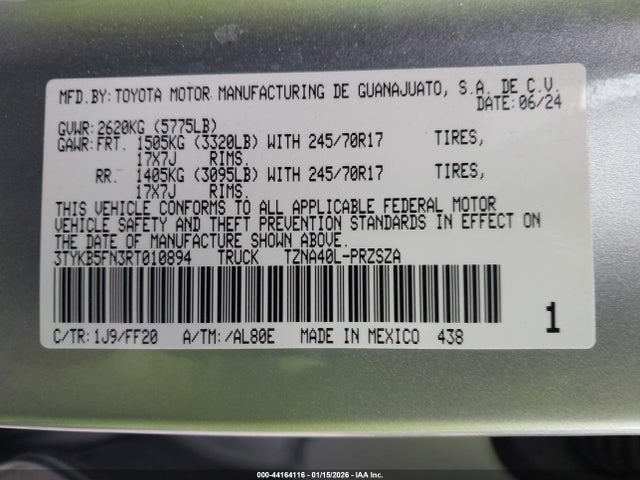 MFD.BY: TOYOTA MOTOR MANUFACTURING DE GUANAJUATO, S.A. DE C.V.
DATE: 06/24
GVWR: 2620KG (5775LB)
GAWR: FRT. 1505KG (3320LB) WITH 245/70R17 TIRES,
17X7J RIMS.
RR. 1405KG (3095LB) WITH 245/70R17 TIRES,
17X7J RIMS.
THIS VEHICLE CONFORMS TO ALL APPLICABLE FEDERAL MOTOR
VEHICLE SAFETY AND THEFT PREVENTION STANDARDS IN EFFECT ON
THE DATE OF MANUFACTURE SHOWN ABOVE.
3TYKB5FN3RT010894 TRUCK TZNA40L-PRZSZA
1
C/TR: 1J9/FF20 A/TM: /AL80E MADE IN MEXICO 438
000-44164116 - 01/15/2026 - IAA Inc.